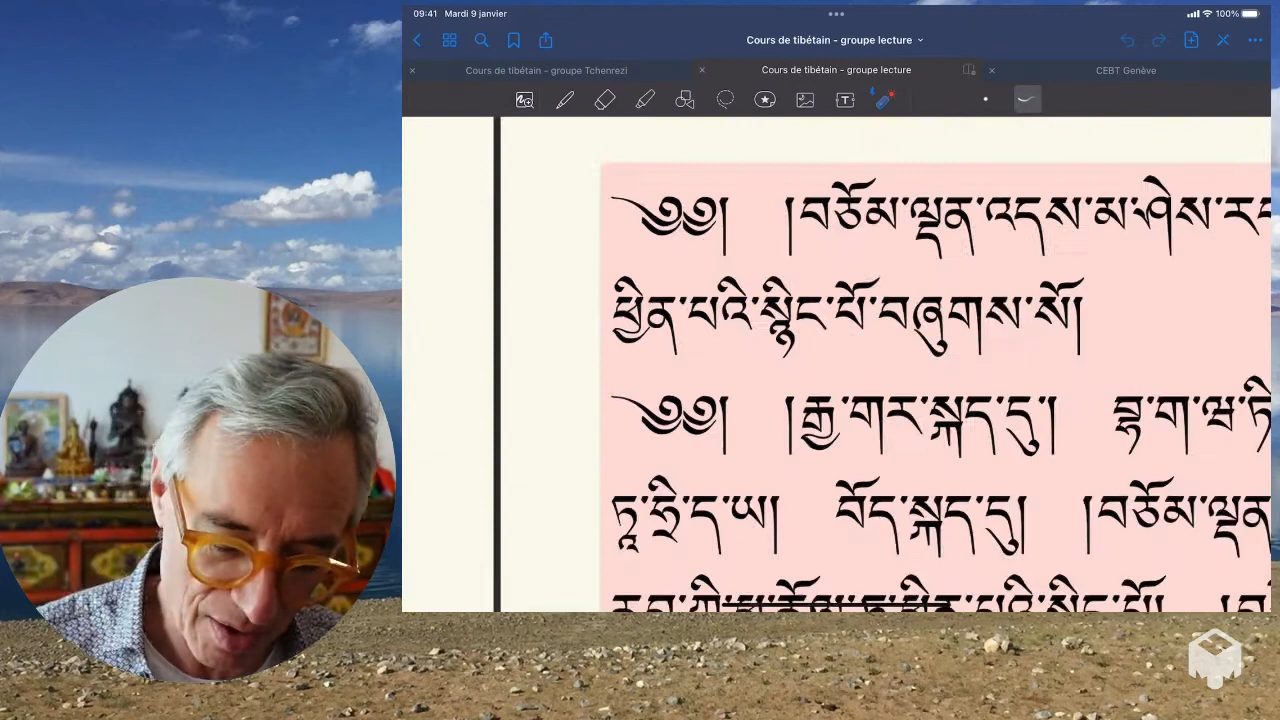 09:41 Mardi 9 janvier
100%
Cours de tibétain - groupe lecture
Cours de tibétain - groupe Tchenrezi
Cours de tibétain - groupe lecture
CEBT Genève
༄༅། །བཅོམ་ལྡན་འདས་མ་ཤེས་ར
ཕྱིན་པའི་སྙིང་པོ་བཞུགས་སོ།
༄༅། །རྒྱ་གར་སྐད་དུ། བྷ་ག་ཝ་ཏི
ཏཱ་ཧྲི་ད་ཡ། བོད་སྐད་དུ། །བཅོམ་ལྡན